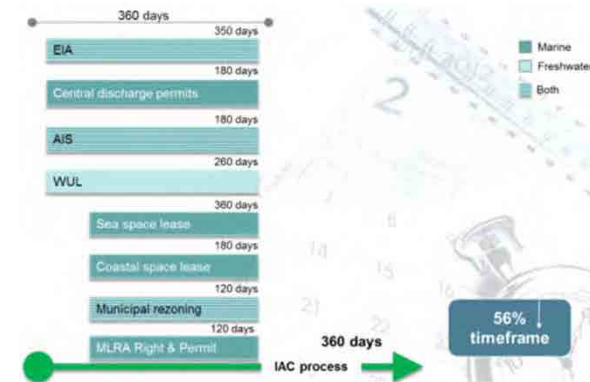 360 days
350 days
EIA
180 days
Central discharge permits
180 days
AIS
260 days
WUL
360 days
Sea space lease
180 days
Coastal space lease
120 days
Municipal rezoning
120 days
MLRA Right & Permit
360 days
IAC process
Marine
Freshwater
Both
2
56%
timeframe